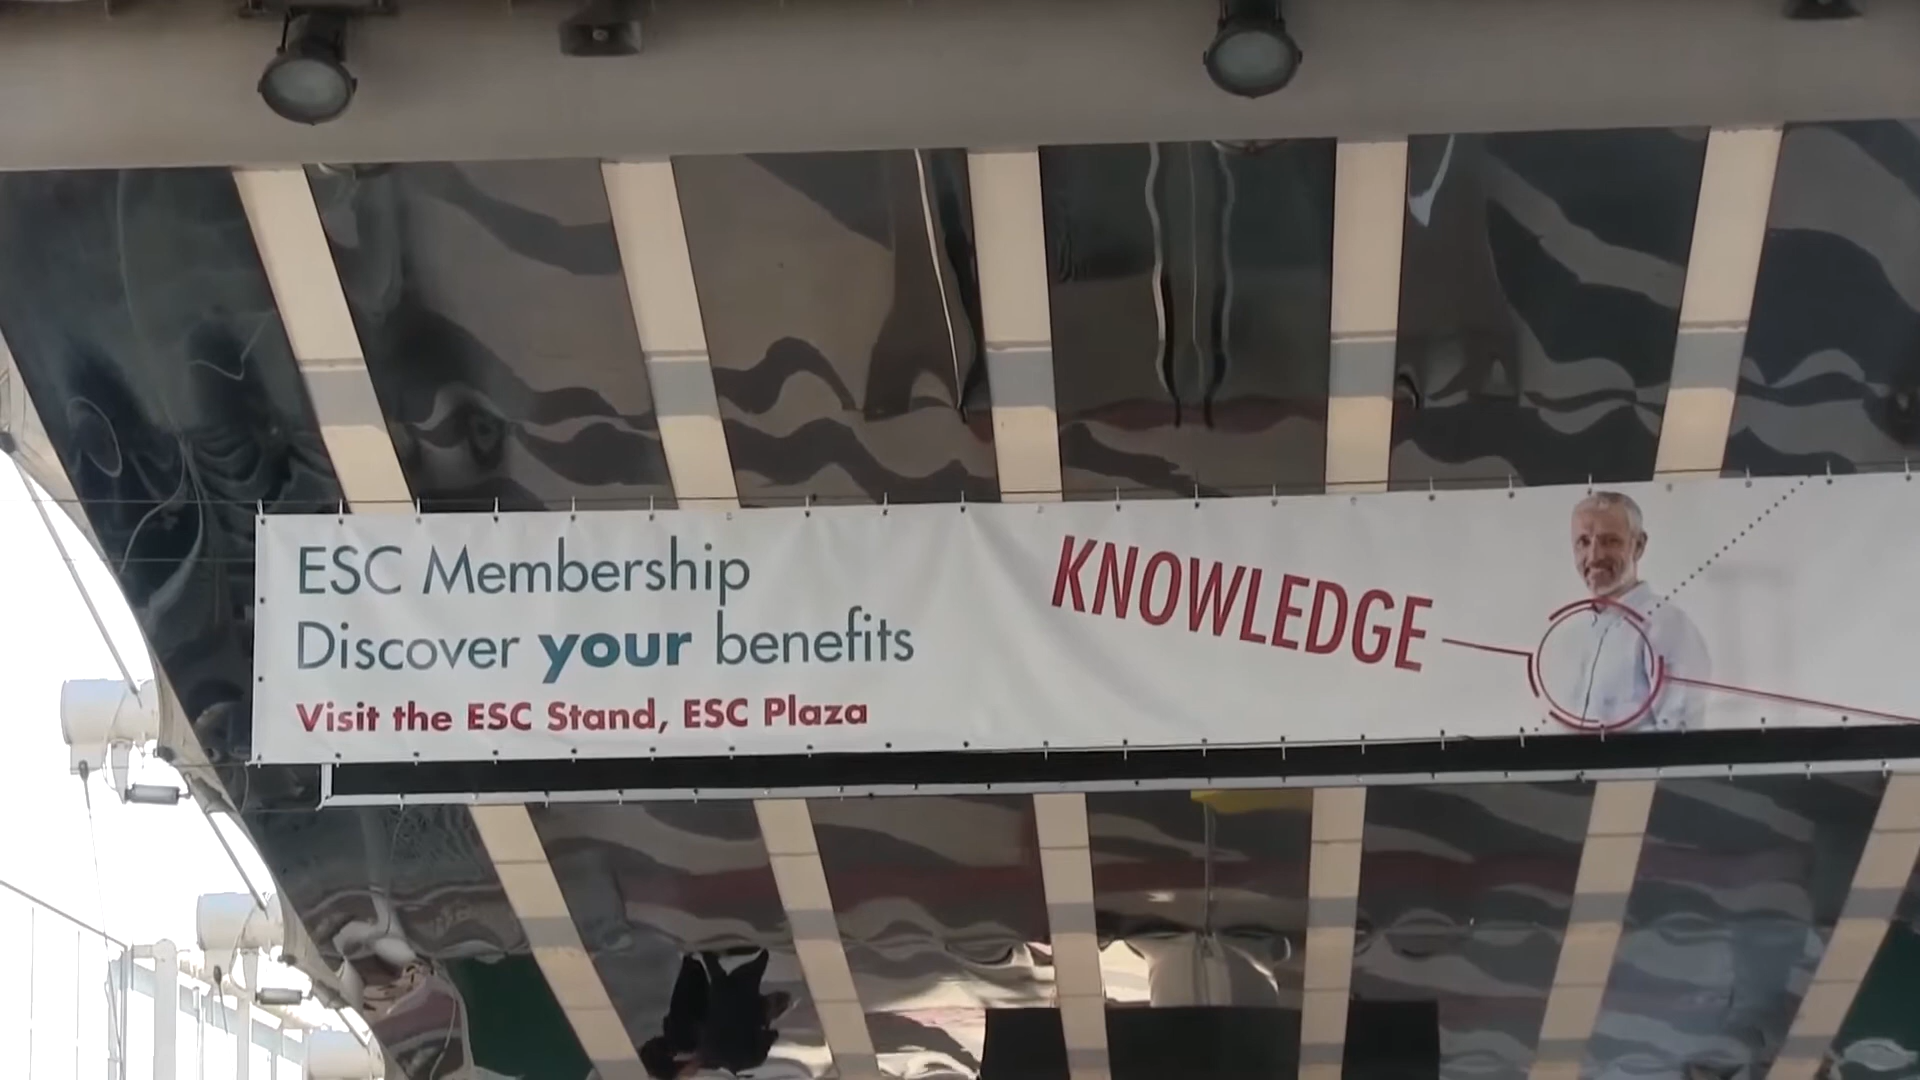 ESC Membership
Discover your benefits
Visit the ESC Stand, ESC Plaza
KNOWLEDGE